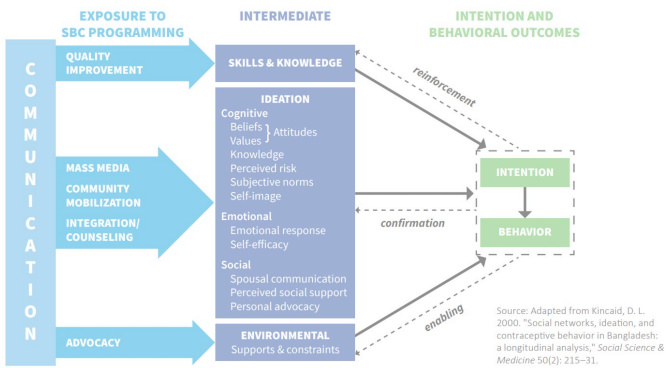 EXPOSURE TO
SBC PROGRAMMING
INTERMEDIATE
INTENTION AND
BEHAVIORAL OUTCOMES
COMMUNICATION
QUALITY
IMPROVEMENT
MASS MEDIA
COMMUNITY
MOBILIZATION
INTEGRATION/
COUNSELING
ADVOCACY
SKILLS & KNOWLEDGE
IDEATION
Cognitive
Beliefs
Values } Attitudes
Knowledge
Perceived risk
Subjective norms
Self-image
Emotional
Emotional response
Self-efficacy
Social
Spousal communication
Perceived social support
Personal advocacy
ENVIRONMENTAL
Supports & constraints
reinforcement
confirmation
enabling
INTENTION
BEHAVIOR
Source: Adapted from Kincaid, D. L.
2000. "Social networks, ideation, and
contraceptive behavior in Bangladesh:
a longitudinal analysis," Social Science &
Medicine 50(2): 215–31.